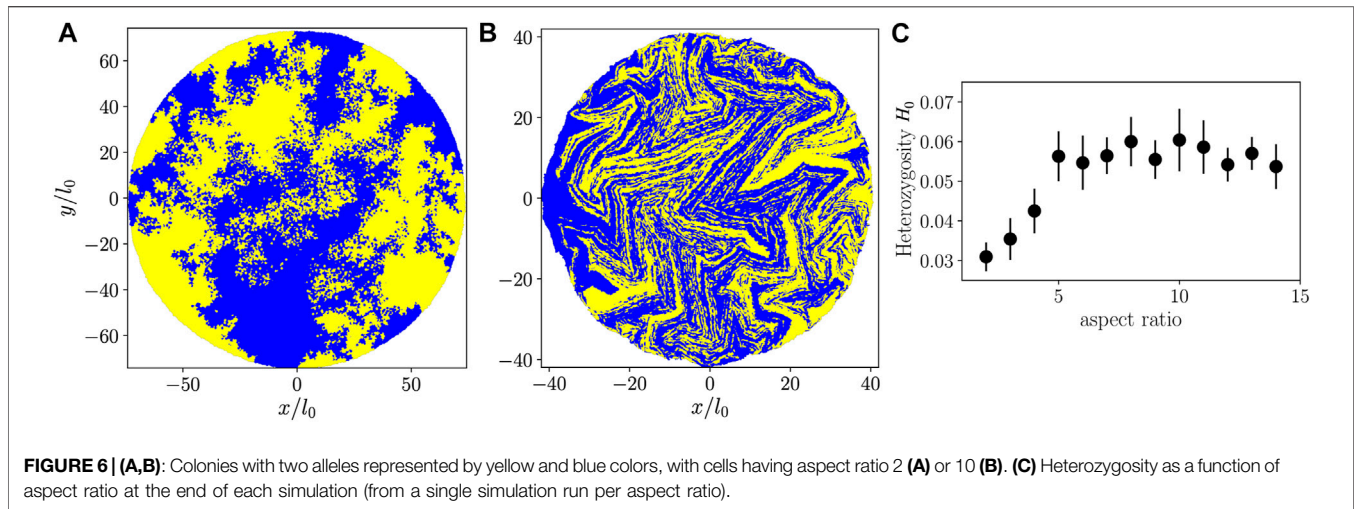 A
B
C
60
40
20
0
−20
−40
−60
y/l₀
−50
0
50
x/l₀
40
20
0
−20
−40
−40
−20
0
20
40
x/l₀
0.07
0.06
0.05
0.04
0.03
Heterozygosity H₀
5
10
15
aspect ratio
FIGURE 6 | (A,B): Colonies with two alleles represented by yellow and blue colors, with cells having aspect ratio 2 (A) or 10 (B). (C) Heterozygosity as a function of
aspect ratio at the end of each simulation (from a single simulation run per aspect ratio).